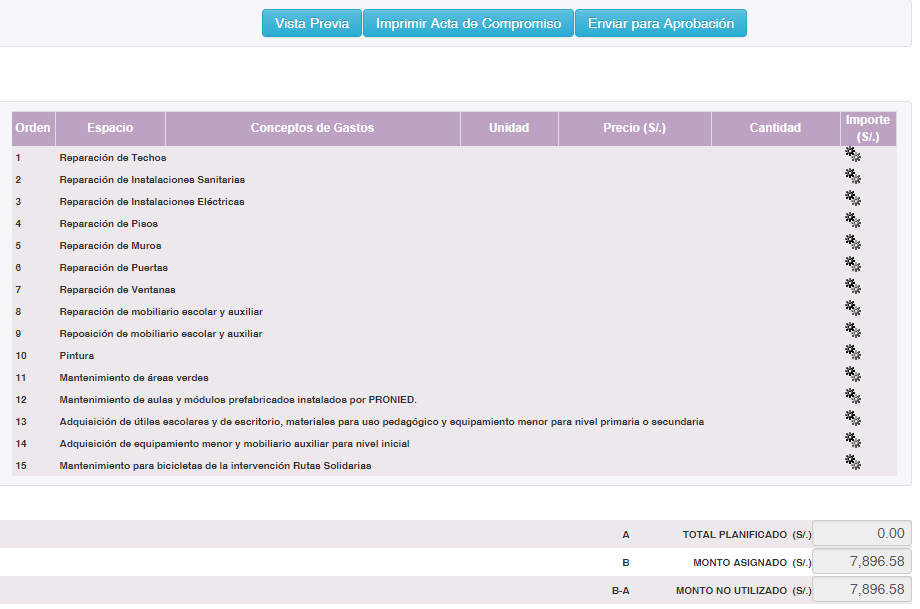 Vista Previa Imprimir Acta de Compromiso Enviar para Aprobación
Orden Espacio Conceptos de Gastos Unidad Precio (S/.) Cantidad Importe (S/.)
1 Reparación de Techos
2 Reparación de Instalaciones Sanitarias
3 Reparación de Instalaciones Eléctricas
4 Reparación de Pisos
5 Reparación de Muros
6 Reparación de Puertas
7 Reparación de Ventanas
8 Reparación de mobiliario escolar y auxiliar
9 Reposición de mobiliario escolar y auxiliar
10 Pintura
11 Mantenimiento de áreas verdes
12 Mantenimiento de aulas y módulos prefabricados instalados por PRONIED.
13 Adquisición de útiles escolares y de escritorio, materiales para uso pedagógico y equipamiento menor para nivel primaria o secundaria
14 Adquisición de equipamiento menor y mobiliario auxiliar para nivel inicial
15 Mantenimiento para bicicletas de la intervención Rutas Solidarias
A TOTAL PLANIFICADO (S/.) 0.00
B MONTO ASIGNADO (S/.) 7,896.58
B-A MONTO NO UTILIZADO (S/.) 7,896.58